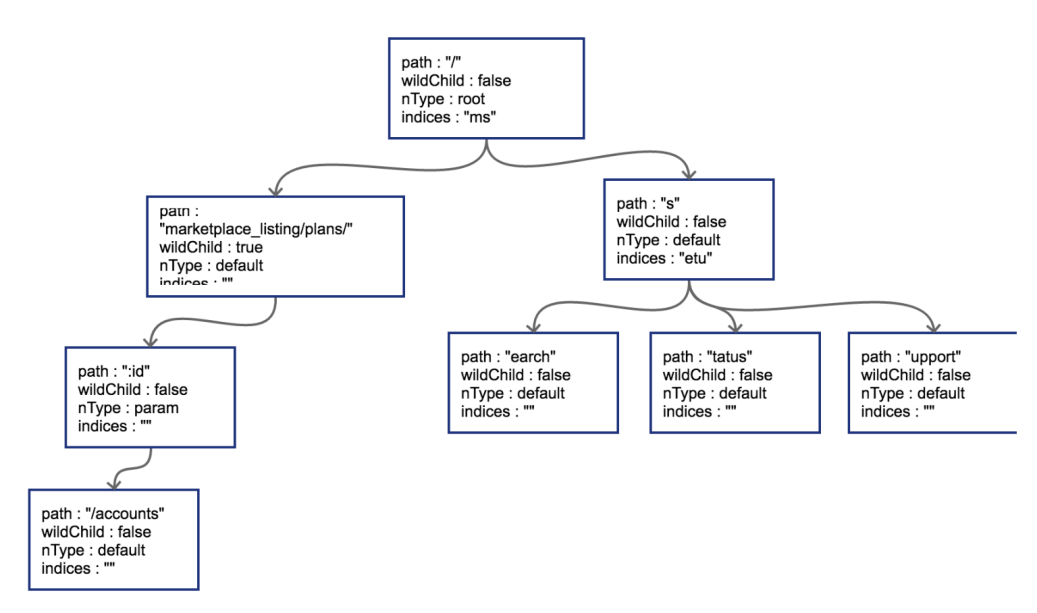 path : "/"
wildChild : false
nType : root
indices : "ms"
path :
"marketplace_listing/plans/"
wildChild : true
nType : default
indices : ""
path : "s"
wildChild : false
nType : default
indices : "etu"
path : ":id"
wildChild : false
nType : param
indices : ""
path : "earch"
wildChild : false
nType : default
indices : ""
path : "tatus"
wildChild : false
nType : default
indices : ""
path : "upport"
wildChild : false
nType : default
indices : ""
path : "/accounts"
wildChild : false
nType : default
indices : ""